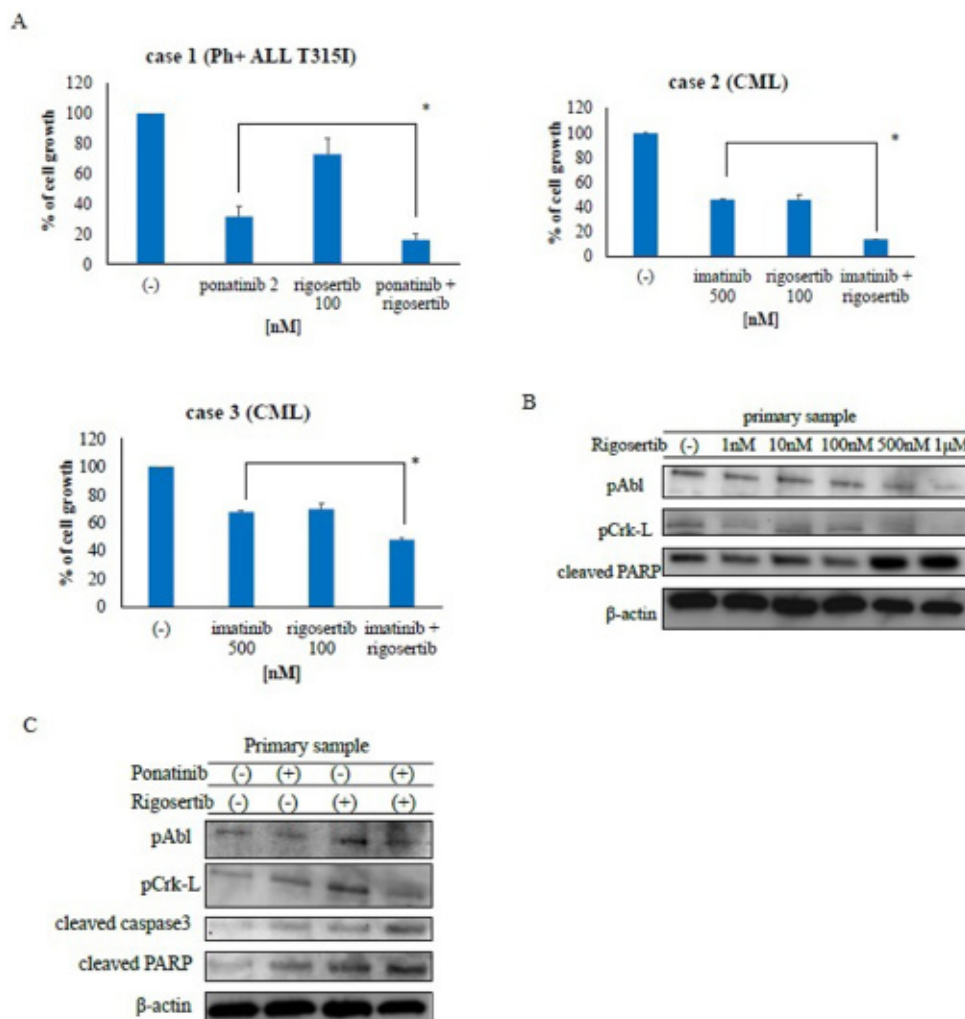 A
case 1 (Ph+ ALL T315I)
% of cell growth
120
100
80
60
40
20
0
*
(-) ponatinib 2 rigosertib 100 ponatinib + rigosertib
[nM]
case 2 (CML)
% of cell growth
120
100
80
60
40
20
0
*
(-) imatinib 500 rigosertib 100 imatinib + rigosertib
[nM]
case 3 (CML)
% of cell growth
120
100
80
60
40
20
0
*
(-) imatinib 500 rigosertib 100 imatinib + rigosertib
[nM]
B
primary sample
Rigosertib (-) 1nM 10nM 100nM 500nM 1μM
pAbl
pCrk-L
cleaved PARP
β-actin
C
Primary sample
Ponatinib (-) (+) (-) (+)
Rigosertib (-) (-) (+) (+)
pAbl
pCrk-L
cleaved caspase3
cleaved PARP
β-actin